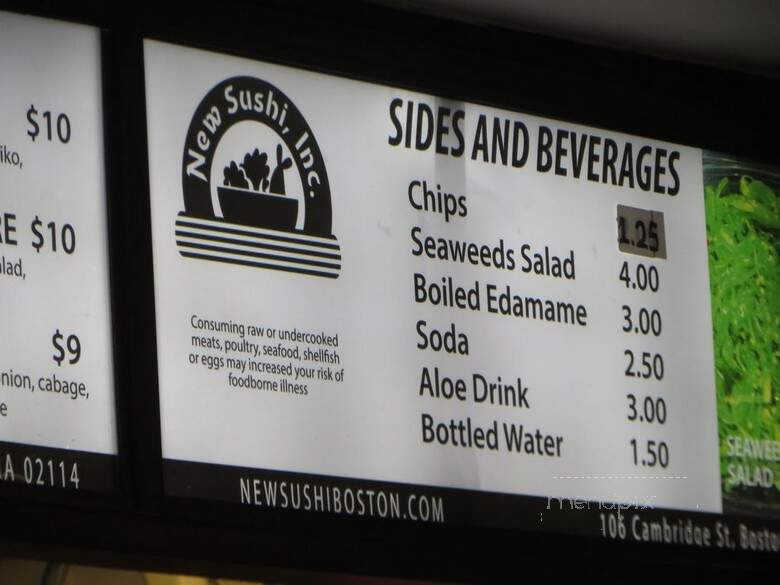 $10
iko,
RE $10
alad,
$9
onion, cabage,
e
A 02114
New Sushi, Inc.
Consuming raw or undercooked
meats, poultry, seafood, shellfish
or eggs may increased your risk of
foodborne illness
NEWSUSHIBOSTON.COM
SIDES AND BEVERAGES
Chips 1.25
Seaweeds Salad 4.00
Boiled Edamame 3.00
Soda 2.50
Aloe Drink 3.00
Bottled Water 1.50
menupix
106 Cambridge St. Bosto
SEAWEE
SALAD